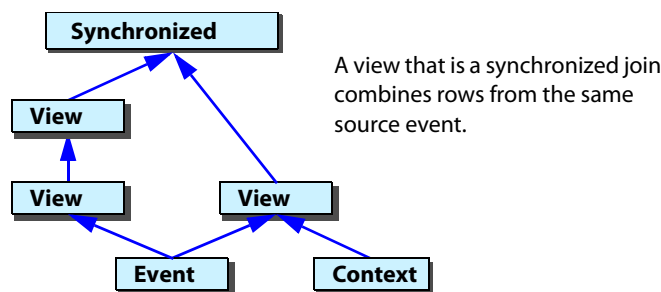 Synchronized
A view that is a synchronized join
combines rows from the same
source event.
View
View
View
Event
Context